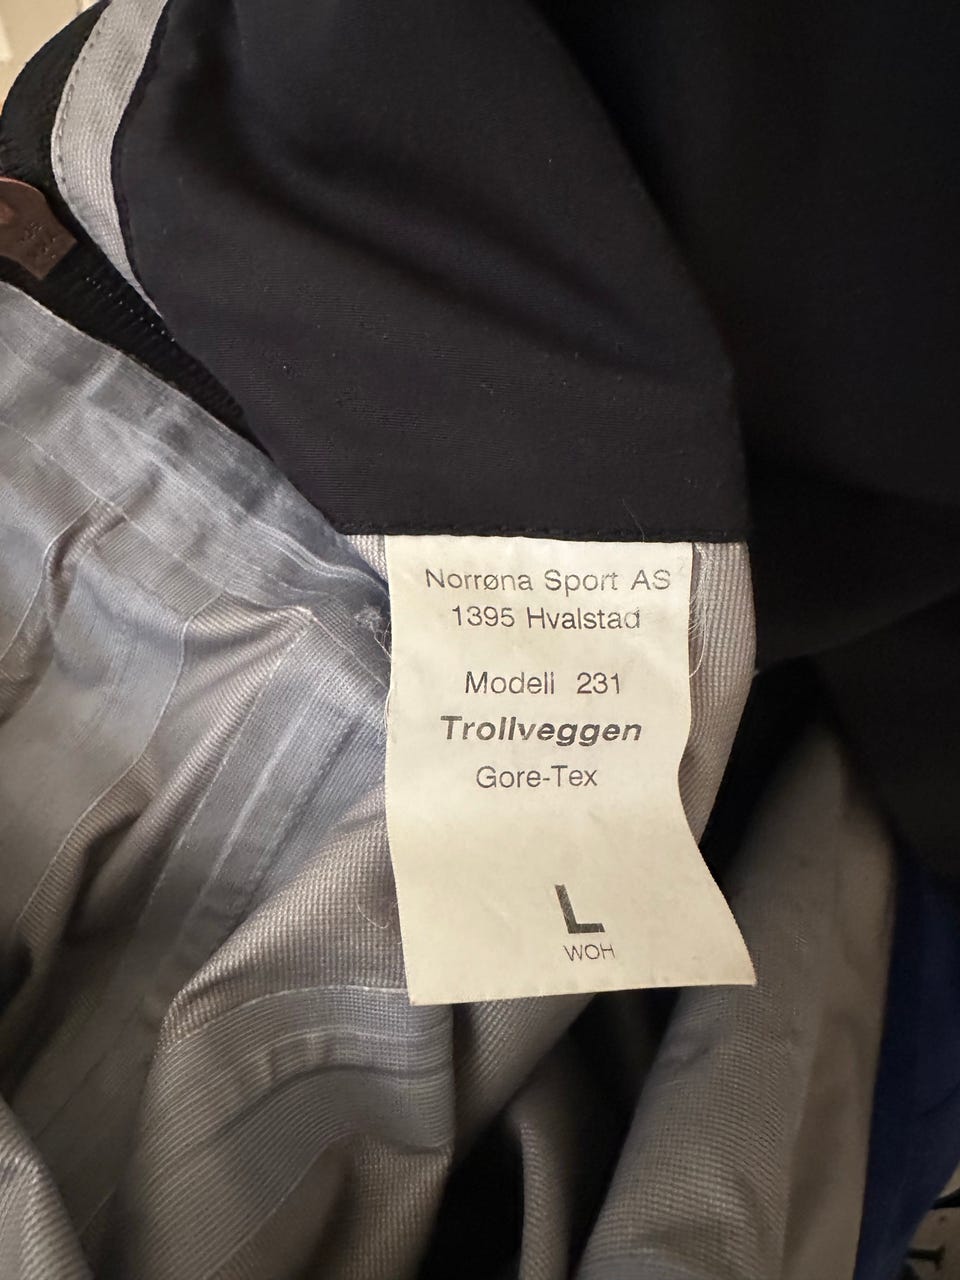 Norrøna Sport AS
1395 Hvalstad
Modell 231
Trollveggen
Gore-Tex
L
WOH